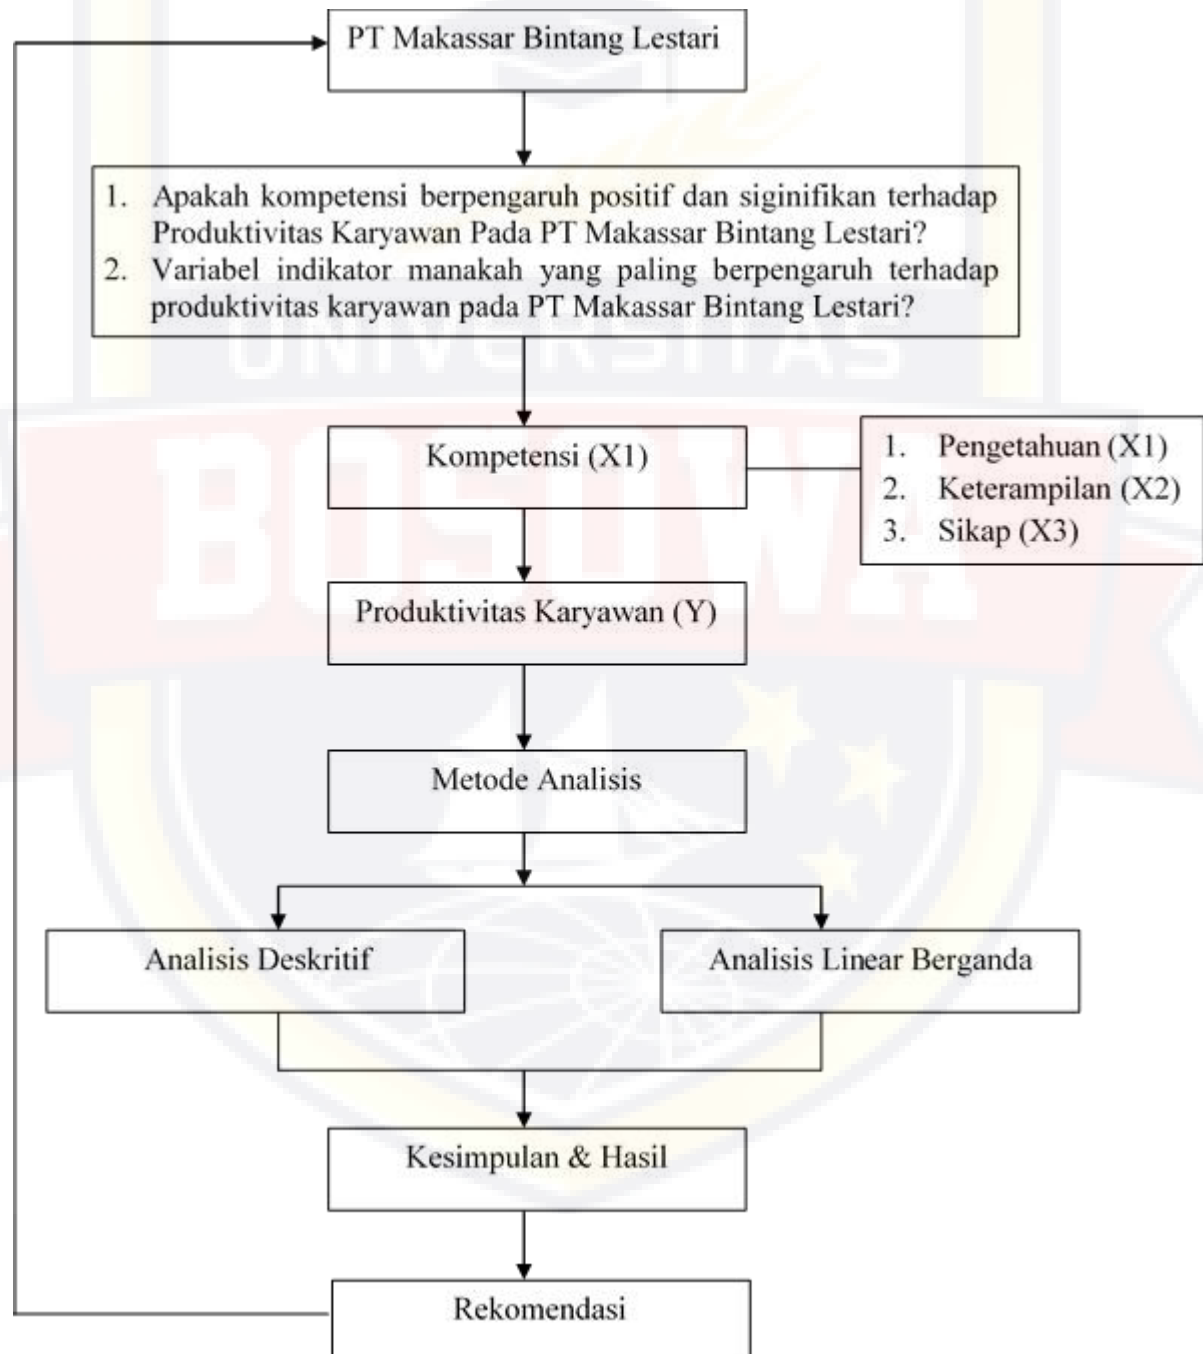 PT Makassar Bintang Lestari
1. Apakah kompetensi berpengaruh positif dan siginifikan terhadap
Produktivitas Karyawan Pada PT Makassar Bintang Lestari?
2. Variabel indikator manakah yang paling berpengaruh terhadap
produktivitas karyawan pada PT Makassar Bintang Lestari?
UNIVERSITAS
BOSOWA
Kompetensi (X1)
1. Pengetahuan (X1)
2. Keterampilan (X2)
3. Sikap (X3)
Produktivitas Karyawan (Y)
Metode Analisis
Analisis Deskritif
Analisis Linear Berganda
Kesimpulan & Hasil
Rekomendasi